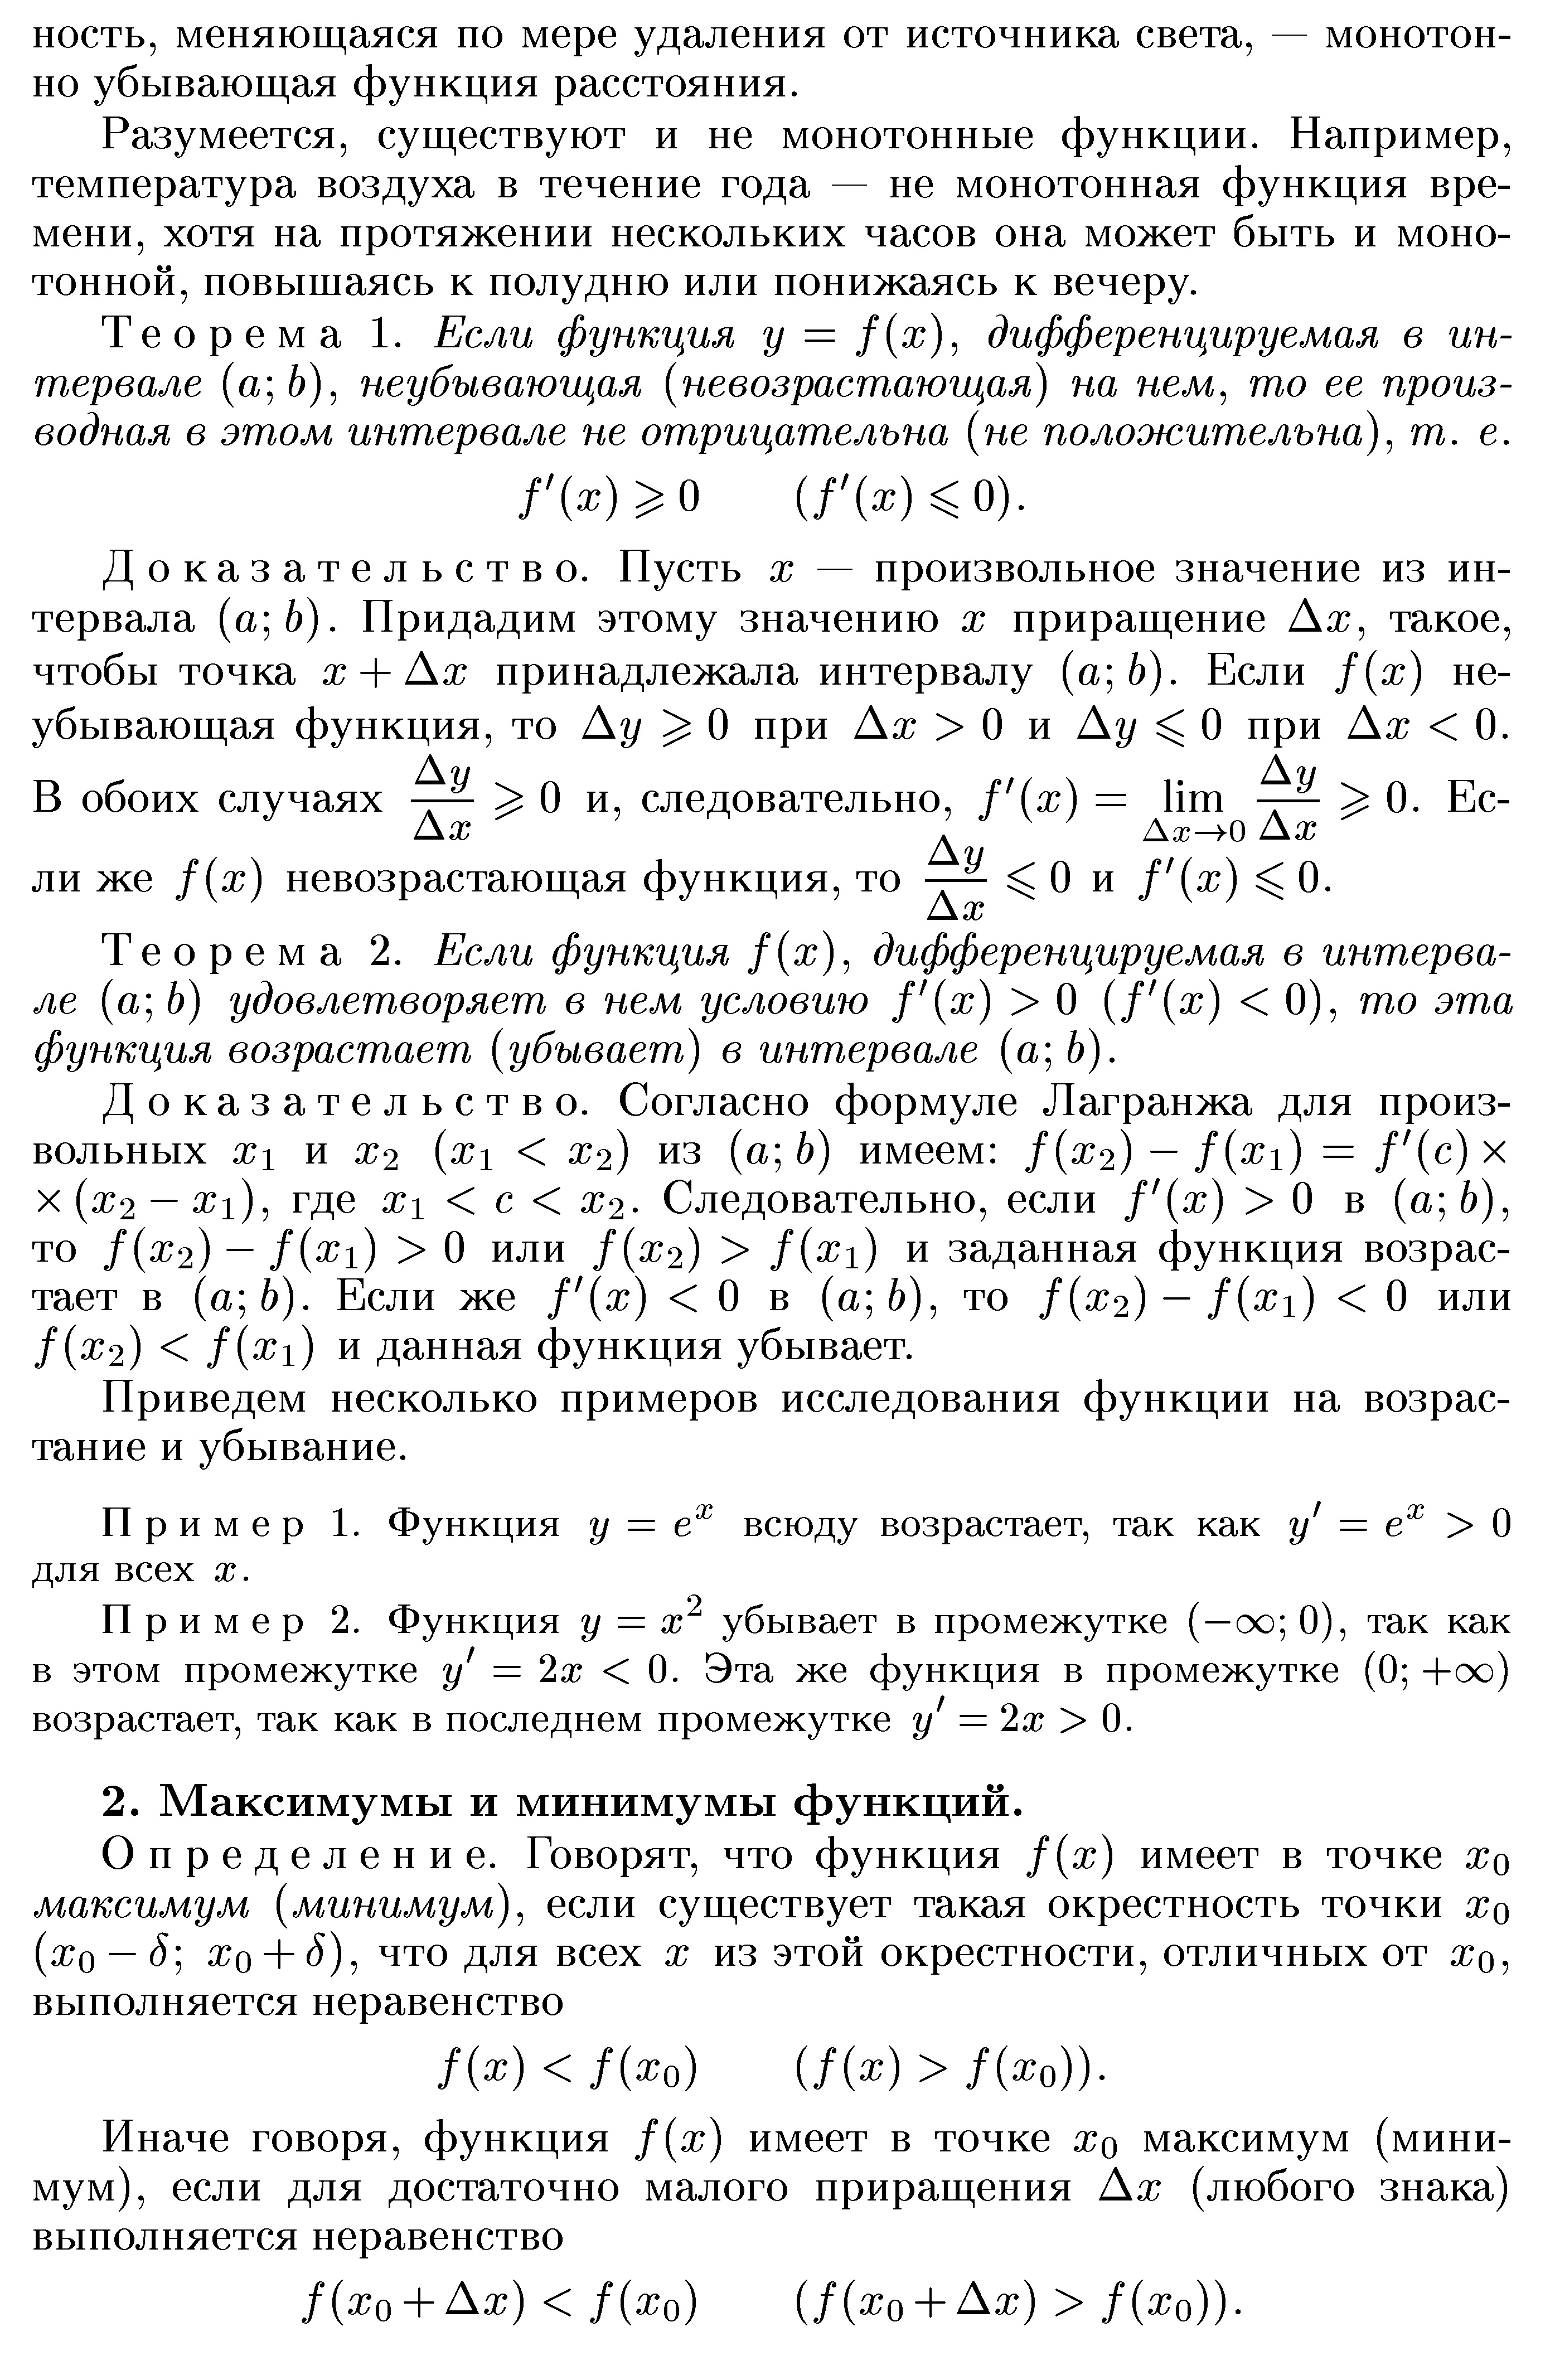 ность, меняющаяся по мере удаления от источника света, — монотон-
но убывающая функция расстояния.
Разумеется, существуют и не монотонные функции. Например,
температура воздуха в течение года — не монотонная функция вре-
мени, хотя на протяжении нескольких часов она может быть и моно-
тонной, повышаясь к полудню или понижаясь к вечеру.
Теорема 1. Если функция y = f(x), дифференцируемая в ин-
тервале (a; b), неубывающая (невозрастающая) на нем, то ее произ-
водная в этом интервале не отрицательна (не положительна), т. е.
f′(x) ⩾ 0 (f′(x) ⩽ 0).
Доказательство. Пусть x — произвольное значение из ин-
тервала (a; b). Придадим этому значению x приращение Δx, такое,
чтобы точка x + Δx принадлежала интервалу (a; b). Если f(x) не-
убывающая функция, то Δy ⩾ 0 при Δx > 0 и Δy ⩽ 0 при Δx < 0.
В обоих случаях Δy/Δx ⩾ 0 и, следовательно, f′(x) = lim_{Δx→0} Δy/Δx ⩾ 0. Ес-
ли же f(x) невозрастающая функция, то Δy/Δx ⩽ 0 и f′(x) ⩽ 0.
Теорема 2. Если функция f(x), дифференцируемая в интерва-
ле (a; b) удовлетворяет в нем условию f′(x) > 0 (f′(x) < 0), то эта
функция возрастает (убывает) в интервале (a; b).
Доказательство. Согласно формуле Лагранжа для произ-
вольных x₁ и x₂ (x₁ < x₂) из (a; b) имеем: f(x₂) − f(x₁) = f′(c) ×
× (x₂ − x₁), где x₁ < c < x₂. Следовательно, если f′(x) > 0 в (a; b),
то f(x₂) − f(x₁) > 0 или f(x₂) > f(x₁) и заданная функция возрас-
тает в (a; b). Если же f′(x) < 0 в (a; b), то f(x₂) − f(x₁) < 0 или
f(x₂) < f(x₁) и данная функция убывает.
Приведем несколько примеров исследования функции на возрас-
тание и убывание.
Пример 1. Функция y = eˣ всюду возрастает, так как y′ = eˣ > 0
для всех x.
Пример 2. Функция y = x² убывает в промежутке (−∞; 0), так как
в этом промежутке y′ = 2x < 0. Эта же функция в промежутке (0; +∞)
возрастает, так как в последнем промежутке y′ = 2x > 0.
2. Максимумы и минимумы функций.
Определение. Говорят, что функция f(x) имеет в точке x₀
максимум (минимум), если существует такая окрестность точки x₀
(x₀ − δ; x₀ + δ), что для всех x из этой окрестности, отличных от x₀,
выполняется неравенство
f(x) < f(x₀) (f(x) > f(x₀)).
Иначе говоря, функция f(x) имеет в точке x₀ максимум (мини-
мум), если для достаточно малого приращения Δx (любого знака)
выполняется неравенство
f(x₀ + Δx) < f(x₀) (f(x₀ + Δx) > f(x₀)).